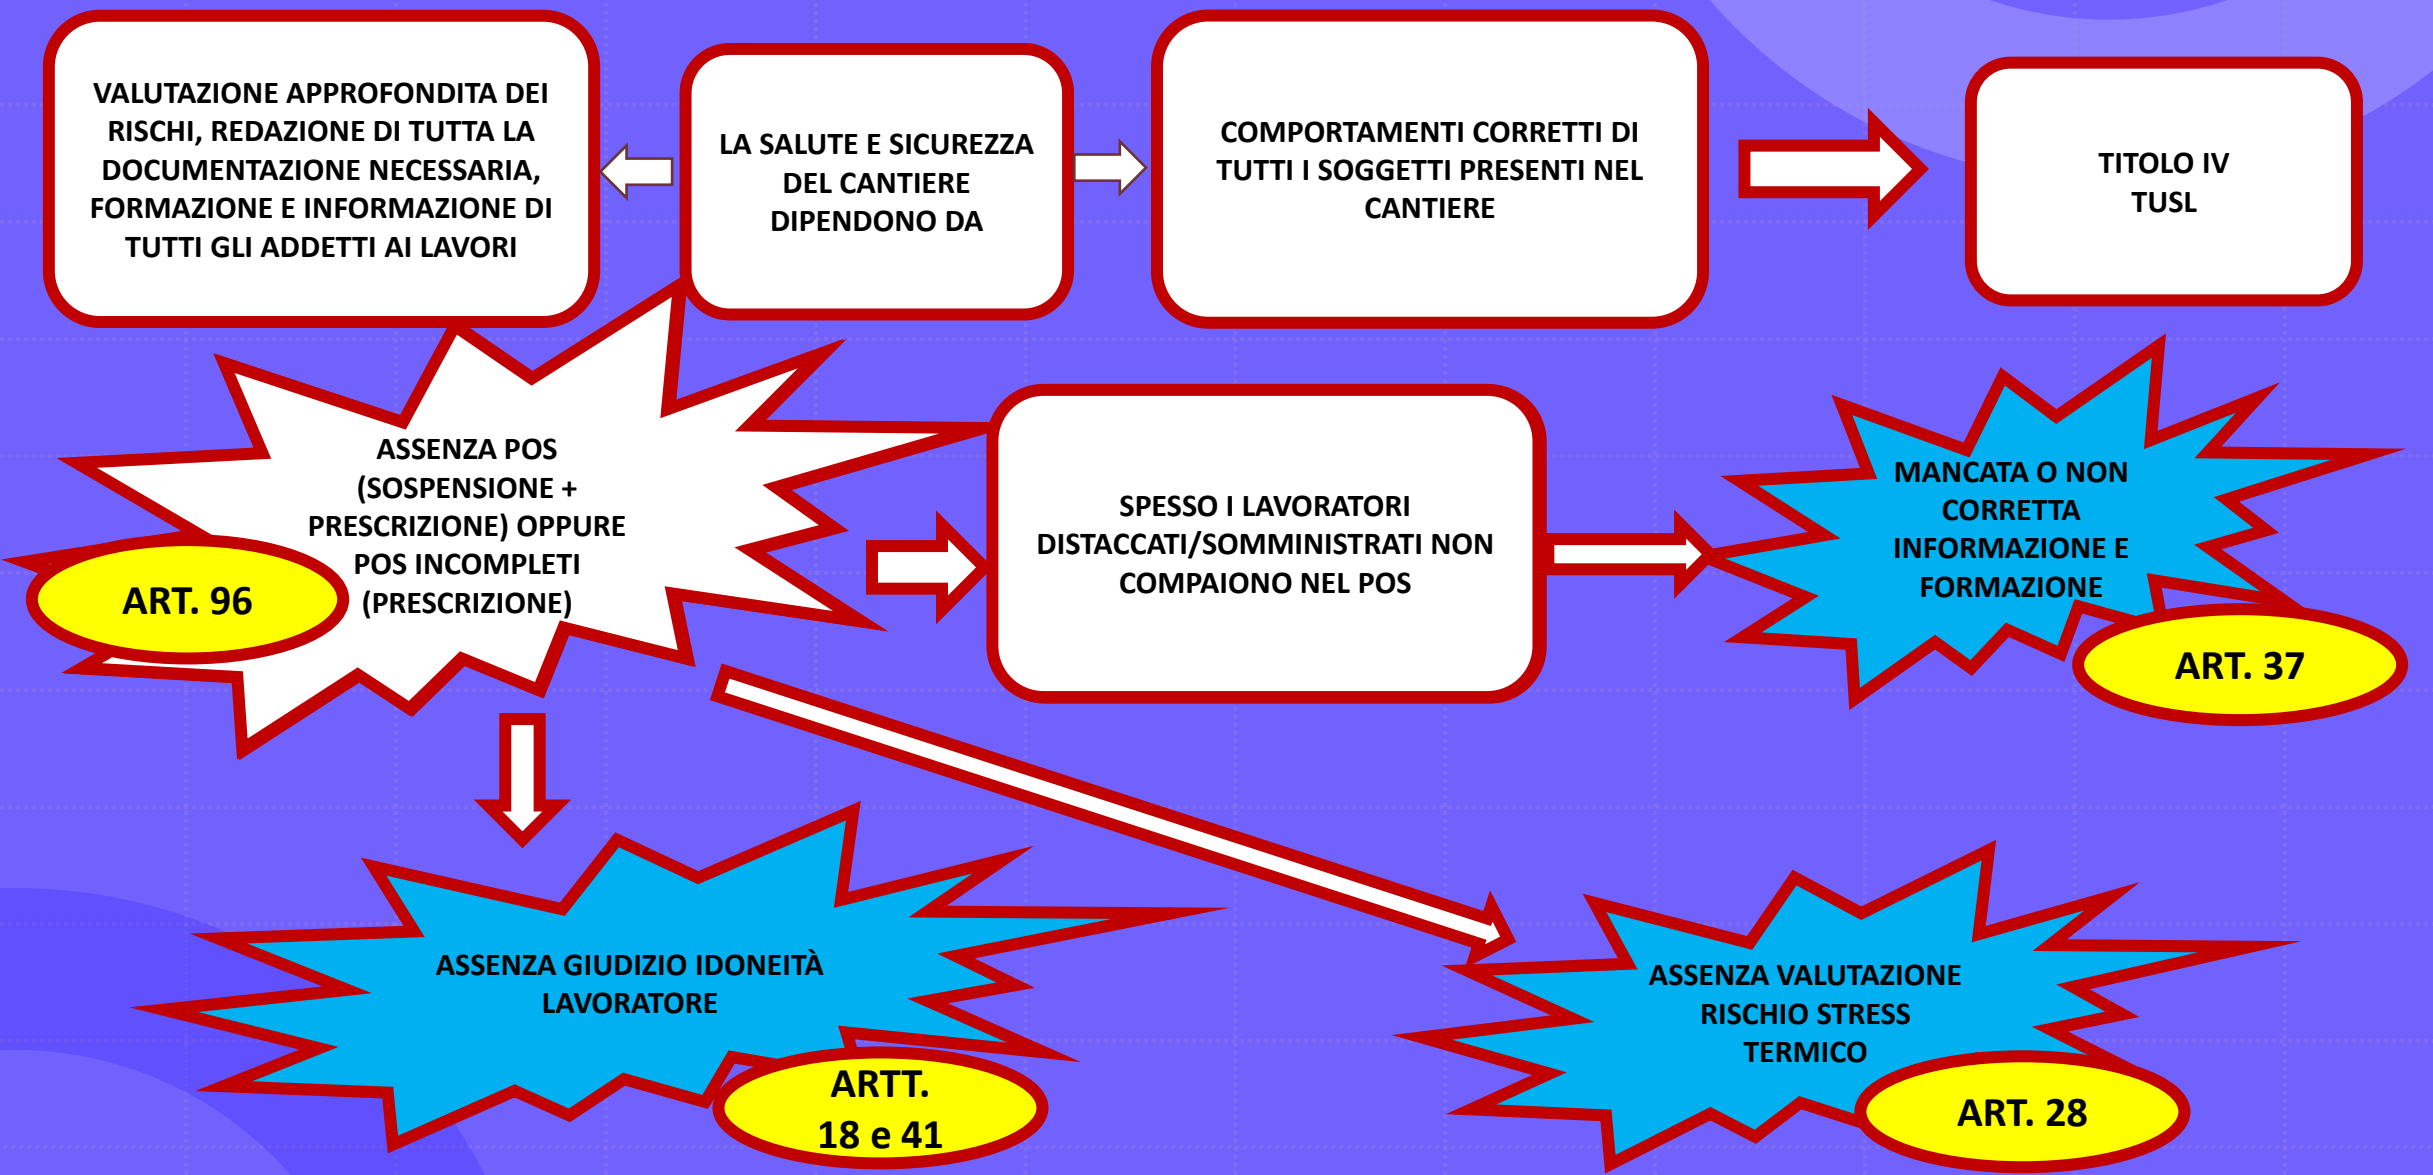 VALUTAZIONE APPROFONDITA DEI
RISCHI, REDAZIONE DI TUTTA LA
DOCUMENTAZIONE NECESSARIA,
FORMAZIONE E INFORMAZIONE DI
TUTTI GLI ADDETTI AI LAVORI
LA SALUTE E SICUREZZA
DEL CANTIERE
DIPENDONO DA
COMPORTAMENTI CORRETTI DI
TUTTI I SOGGETTI PRESENTI NEL
CANTIERE
TITOLO IV
TUSL
ASSENZA POS
(SOSPENSIONE +
PRESCRIZIONE) OPPURE
POS INCOMPLETI
(PRESCRIZIONE)
ART. 96
SPESSO I LAVORATORI
DISTACCATI/SOMMINISTRATI NON
COMPAIONO NEL POS
MANCATA O NON
CORRETTA
INFORMAZIONE E
FORMAZIONE
ART. 37
ASSENZA GIUDIZIO IDONEITÀ
LAVORATORE
ARTT.
18 e 41
ASSENZA VALUTAZIONE
RISCHIO STRESS
TERMICO
ART. 28